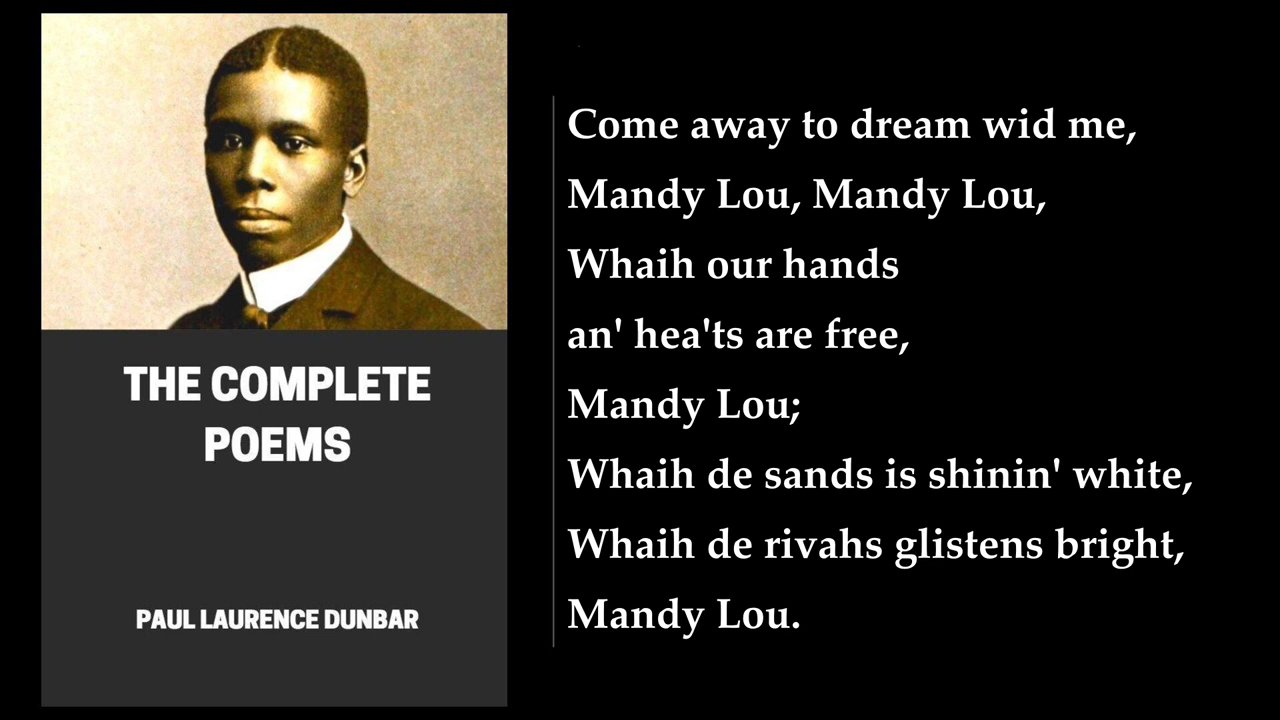 THE COMPLETE
POEMS
PAUL LAURENCE DUNBAR
Come away to dream wid me,
Mandy Lou, Mandy Lou,
Whaih our hands
an' hea'ts are free,
Mandy Lou;
Whaih de sands is shinin' white,
Whaih de rivahs glistens bright,
Mandy Lou.